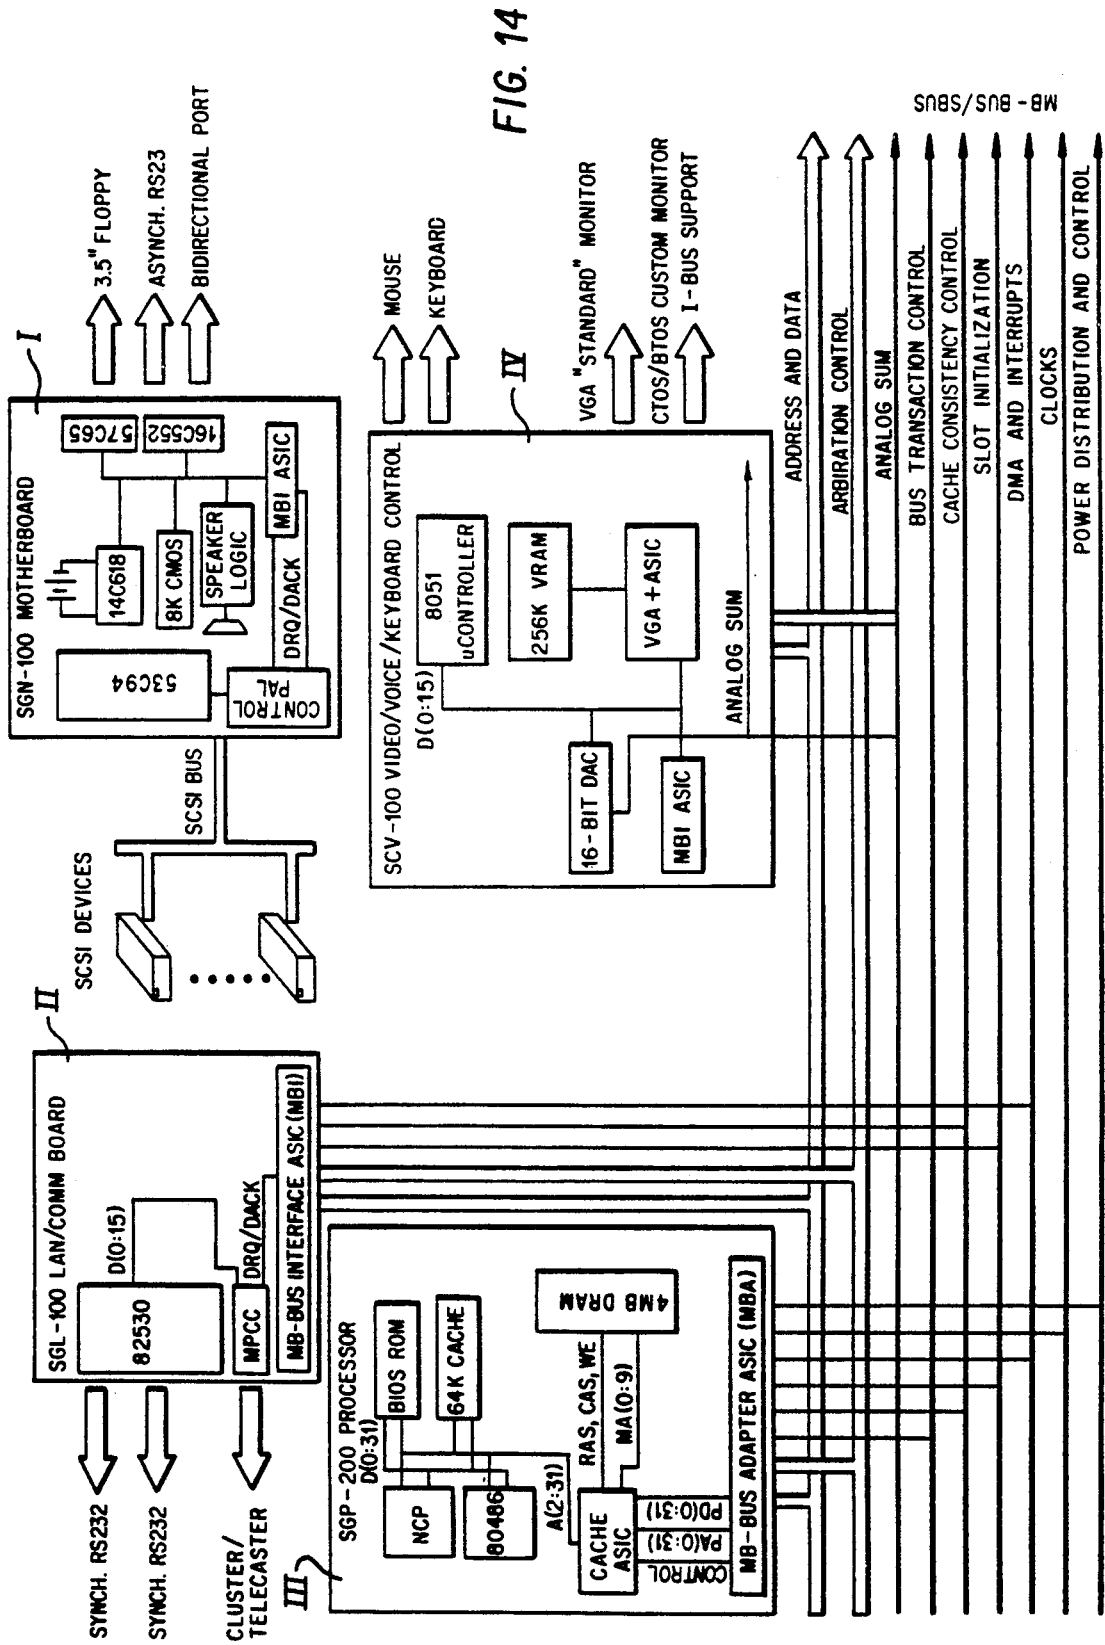 FIG. 14
SYNCH. RS232
SYNCH. RS232
CLUSTER/
TELECASTER
II
SGL-100 LAN/COMM BOARD
82530
D(0:15)
MPCC
DRQ/DACK
MB-BUS INTERFACE ASIC (MBI)
SCSI DEVICES
SCSI BUS
I
SGN-100 MOTHERBOARD
53C94
CONTROL
PAL
DRQ/DACK
14C618
8K CMOS
SPEAKER
LOGIC
MBI ASIC
57C65
16C552
3.5" FLOPPY
ASYNCH. RS23
BIDIRECTIONAL PORT
III
SGP-200 PROCESSOR
D(0:31)
NCP
BIOS ROM
80486
64K CACHE
A(2:31)
CACHE
ASIC
RAS, CAS, WE
MA(0:9)
4MB DRAM
CONTROL
PA(0:31)
PD(0:31)
MB-BUS ADAPTER ASIC (MBA)
IV
SCV-100 VIDEO/VOICE/KEYBOARD CONTROL
D(0:15)
8051
uCONTROLLER
16-BIT DAC
256K VRAM
MBI ASIC
VGA+ASIC
ANALOG SUM
MOUSE
KEYBOARD
VGA "STANDARD" MONITOR
CTOS/BTOS CUSTOM MONITOR
I-BUS SUPPORT
ADDRESS AND DATA
ARBIRATION CONTROL
ANALOG SUM
BUS TRANSACTION CONTROL
CACHE CONSISTENCY CONTROL
SLOT INITIALIZATION
DMA AND INTERRUPTS
CLOCKS
POWER DISTRIBUTION AND CONTROL
MB-BUS/SBUS